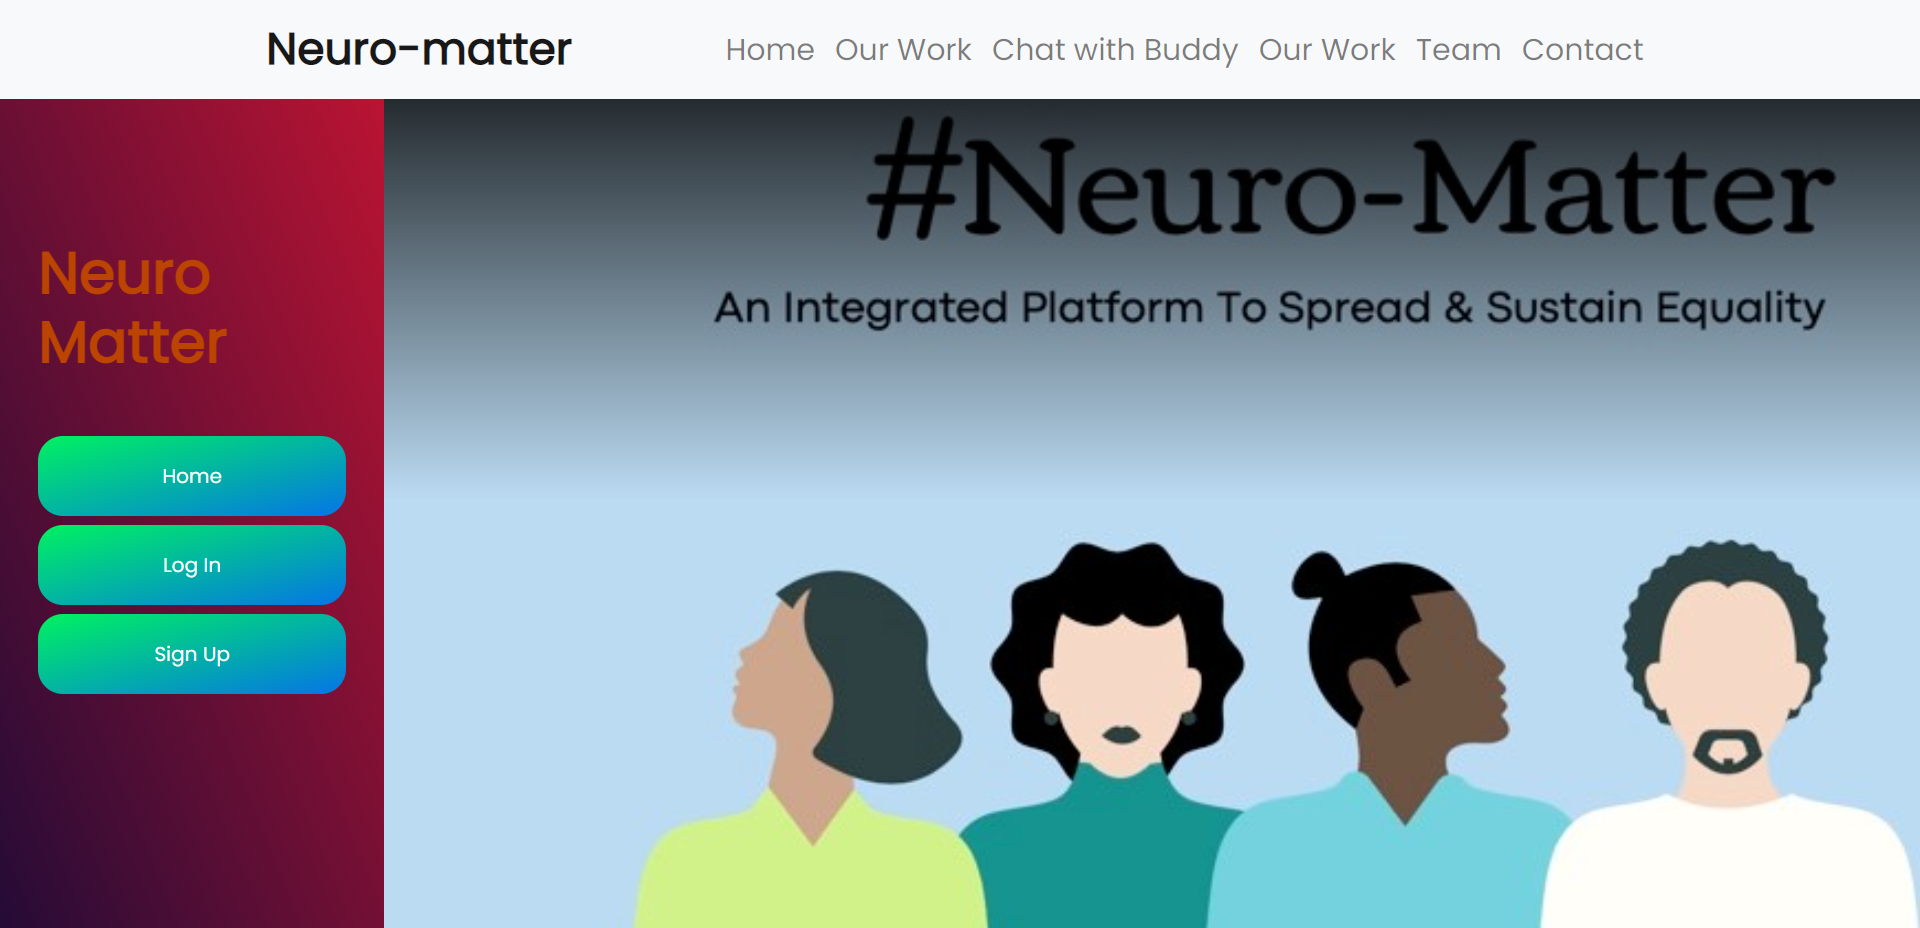 Neuro-matter
Home Our Work Chat with Buddy Our Work Team Contact
Neuro
Matter
Home
Log In
Sign Up
#Neuro-Matter
An Integrated Platform To Spread & Sustain Equality